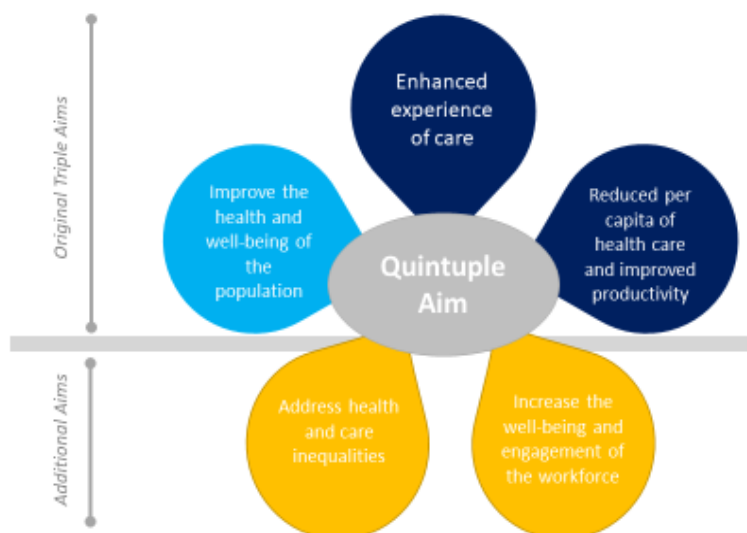 Original Triple Aims
Enhanced
experience
of care
Improve the
health and
well-being of
the
population
Reduced per
capita of
health care
and improved
productivity
Quintuple
Aim
Additional Aims
Address health
and care
inequalities
Increase the
well-being and
engagement of
the workforce